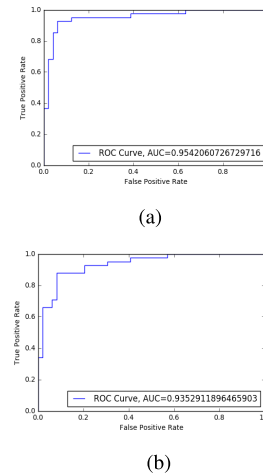 1.0
0.8
0.6
0.4
0.2
0.0
True Positive Rate
ROC Curve, AUC=0.9542060726729716
0.0 0.2 0.4 0.6 0.8
False Positive Rate
(a)
1.0
0.8
0.6
0.4
0.2
0.0
True Positive Rate
ROC Curve, AUC=0.9352911896465903
0.0 0.2 0.4 0.6 0.8
False Positive Rate
(b)